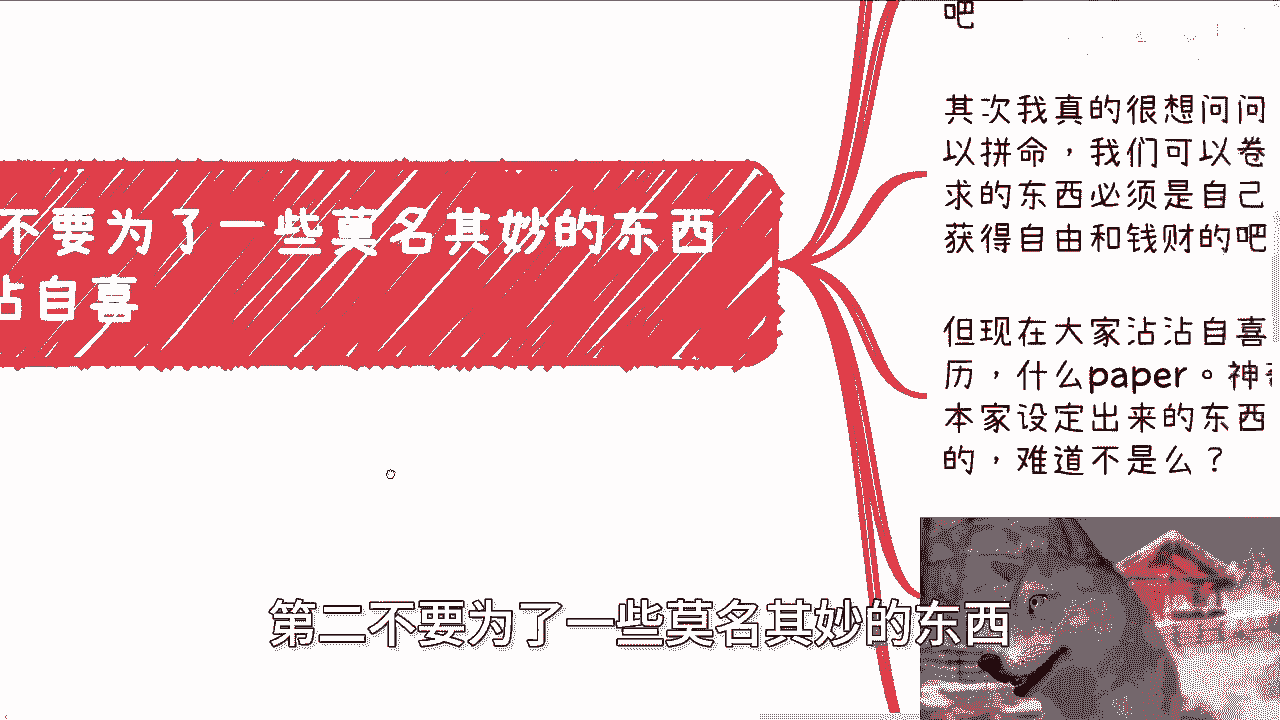 不要为了一些莫名其妙的东西
沾自喜
吧
其次我真的很想问问
以拼命，我们可以卷
求的东西必须是自己
获得自由和钱财的吧
但现在大家沾沾自喜
历，什么paper。神奇
本家设定出来的东西
的，难道不是么？
第二不要为了一些莫名其妙的东西